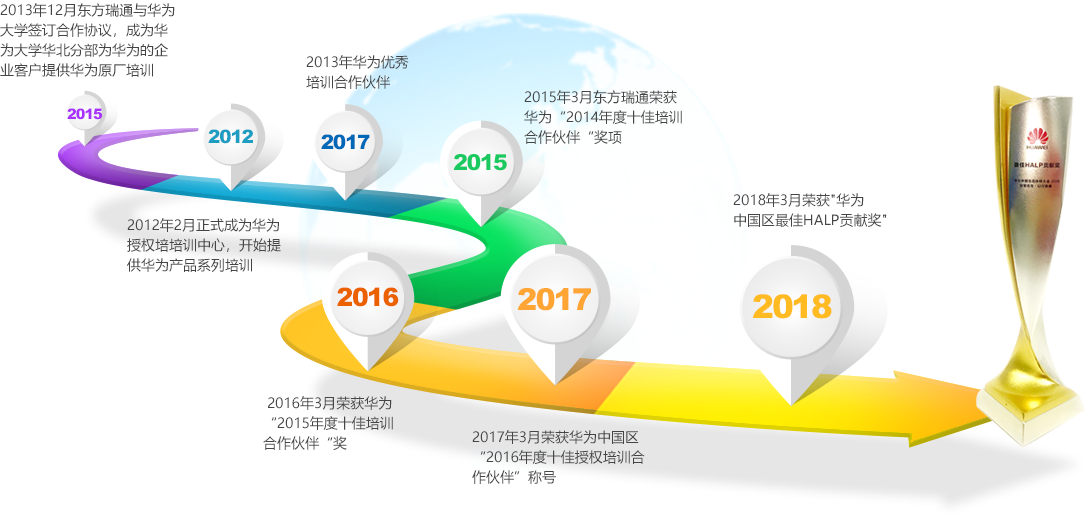 2013年12月东方瑞通与华为
大学签订合作协议，成为华
为大学华北分部为华为的企
业客户提供华为原厂培训
2015
2012
2012年2月正式成为华为
授权培培训中心，开始提
供华为产品系列培训
2013年华为优秀
培训合作伙伴
2017
2015年3月东方瑞通荣获
华为“2014年度十佳培训
合作伙伴“奖项
2015
2016
2016年3月荣获华为
“2015年度十佳培训
合作伙伴“奖
2017
2017年3月荣获华为中国区
“2016年度十佳授权培训合
作伙伴”称号
2018年3月荣获"华为
中国区最佳HALP贡献奖"
2018
HUAWEI
最佳HALP贡献奖